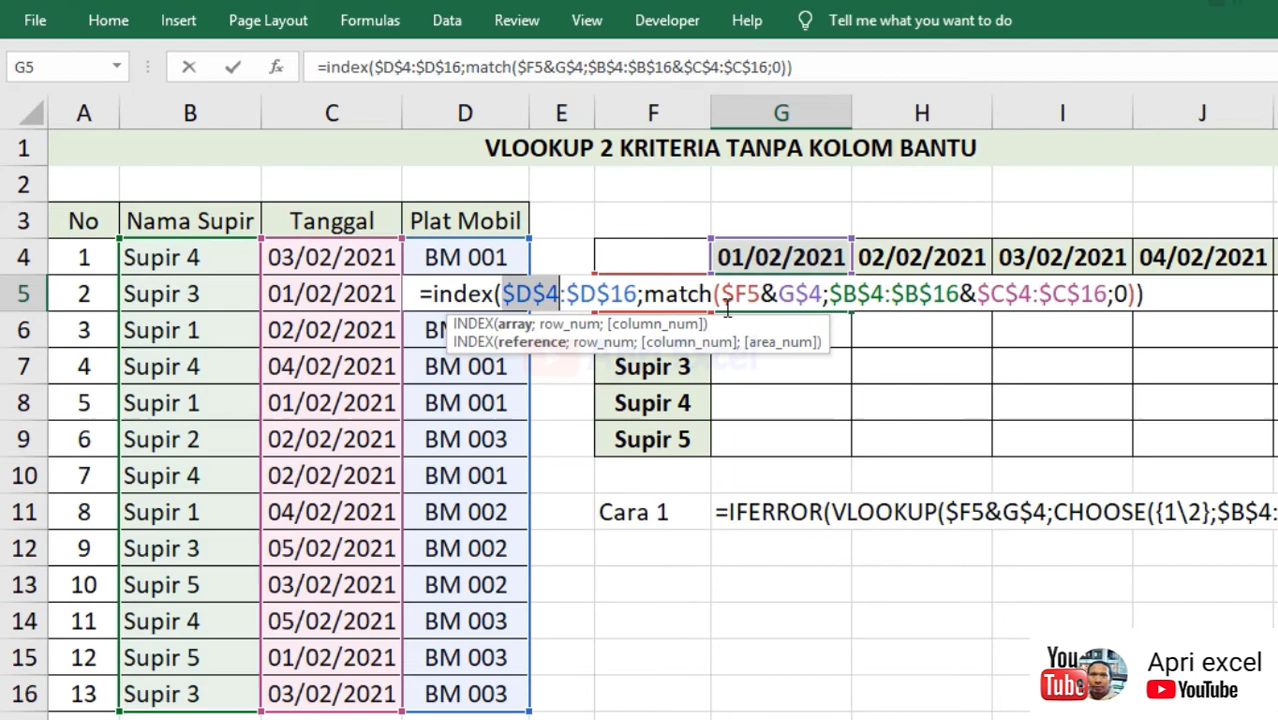 File Home Insert Page Layout Formulas Data Review View Developer Help Tell me what you want to do
G5 fx =index($D$4:$D$16;match($F5&G$4;$B$4:$B$16&$C$4:$C$16;0))
A B C D E F G H I J
1 VLOOKUP 2 KRITERIA TANPA KOLOM BANTU
2
3 No Nama Supir Tanggal Plat Mobil
4 1 Supir 4 03/02/2021 BM 001 01/02/2021 02/02/2021 03/02/2021 04/02/2021
5 2 Supir 3 01/02/2021 =index($D$4:$D$16;match($F5&G$4;$B$4:$B$16&$C$4:$C$16;0))
INDEX(array; row_num; [column_num])
INDEX(reference; row_num; [column_num]; [area_num])
6 3 Supir 1 02/02/2021
7 4 Supir 4 04/02/2021 BM 001 Supir 3
8 5 Supir 1 01/02/2021 BM 001 Supir 4
9 6 Supir 2 02/02/2021 BM 003 Supir 5
10 7 Supir 4 02/02/2021 BM 001
11 8 Supir 1 04/02/2021 BM 002 Cara 1 =IFERROR(VLOOKUP($F5&G$4;CHOOSE({1\2};$B$4:
12 9 Supir 3 05/02/2021 BM 002
13 10 Supir 5 03/02/2021 BM 002
14 11 Supir 4 05/02/2021 BM 003
15 12 Supir 5 01/02/2021 BM 003
16 13 Supir 3 03/02/2021 BM 003
You Tube Apri excel
YouTube